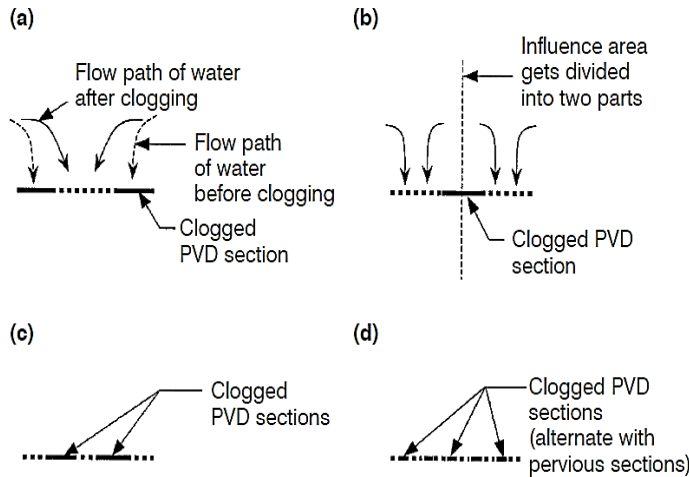 (a)
Flow path of water
after clogging
Flow path
of water
before clogging
Clogged
PVD section
(b)
Influence area
gets divided
into two parts
Clogged PVD
section
(c)
Clogged
PVD sections
(d)
Clogged PVD
sections
(alternate with
pervious sections)